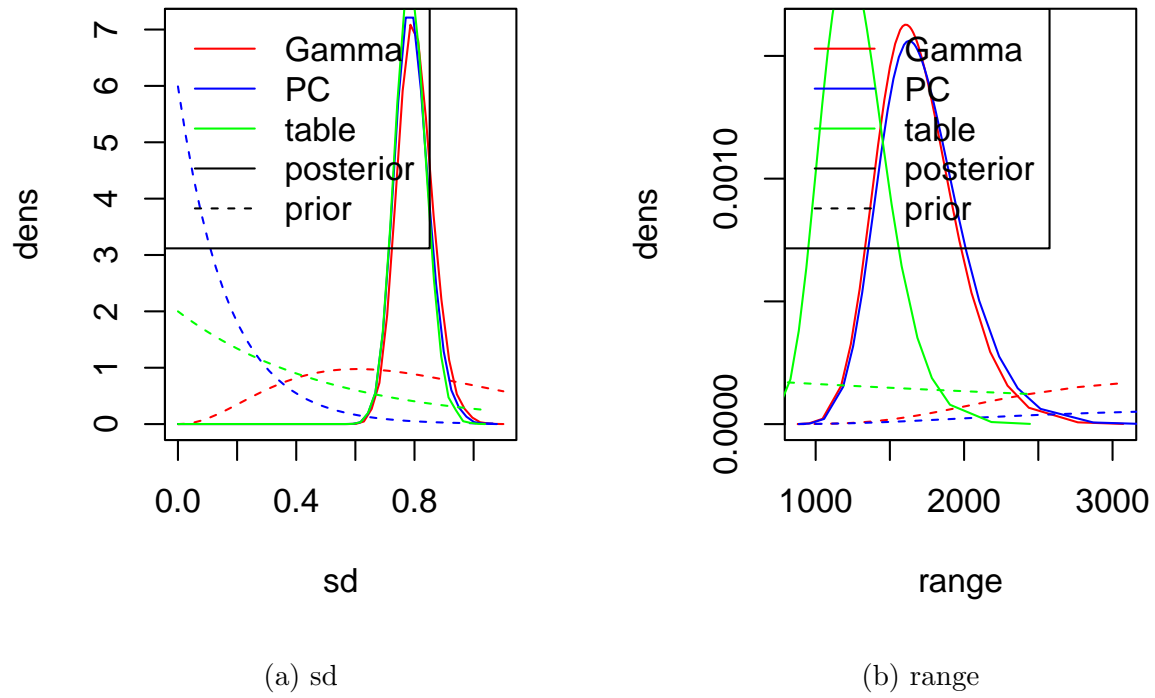 0 1 2 3 4 5 6 7
dens
Gamma
PC
table
posterior
prior
0.0 0.4 0.8
sd
(a) sd
0.0000 0.0010
dens
Gamma
PC
table
posterior
prior
1000 2000 3000
range
(b) range